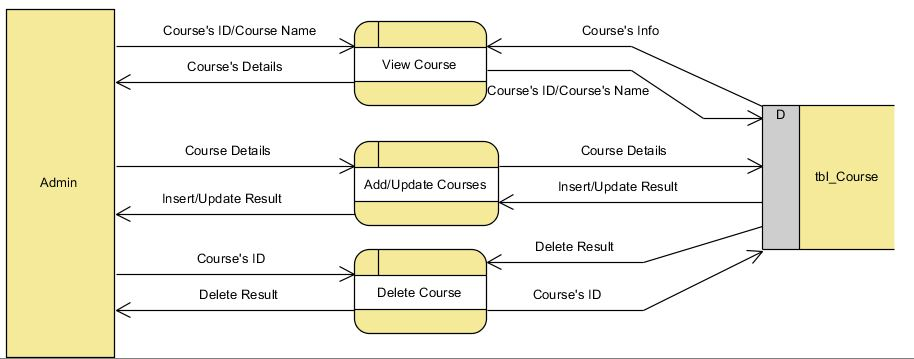 Course's ID/Course Name
Course's Info
Course's Details
View Course
Course's ID/Course's Name
D
Course Details
Course Details
Admin
Add/Update Courses
tbl_Course
Insert/Update Result
Insert/Update Result
Delete Result
Course's ID
Delete Course
Delete Result
Course's ID